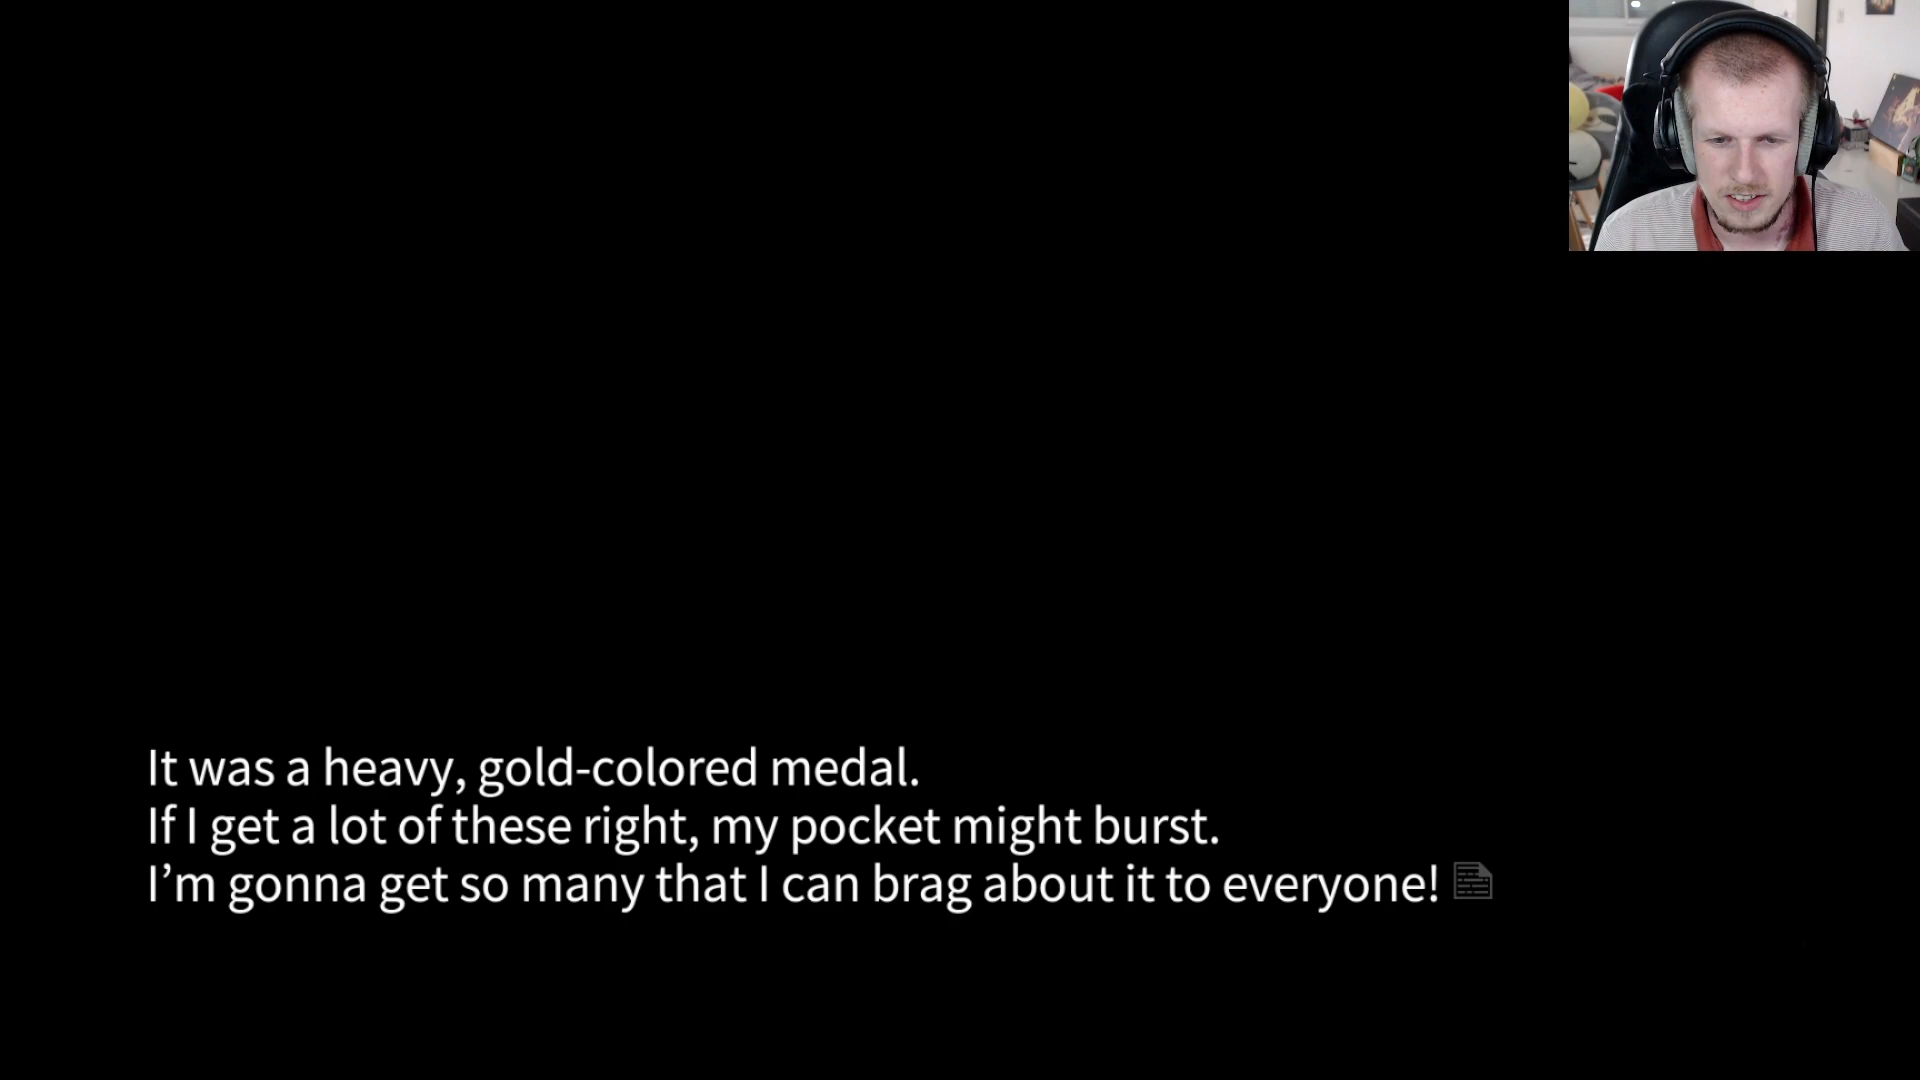 It was a heavy, gold-colored medal.
If I get a lot of these right, my pocket might burst.
I’m gonna get so many that I can brag about it to everyone!